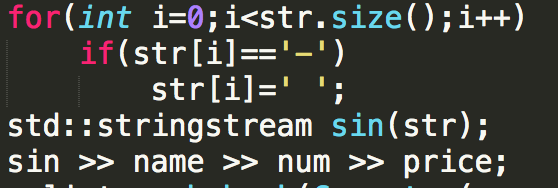 for(int i=0;i<str.size();i++)
if(str[i]=='-')
str[i]=' ';
std::stringstream sin(str);
sin >> name >> num >> price;